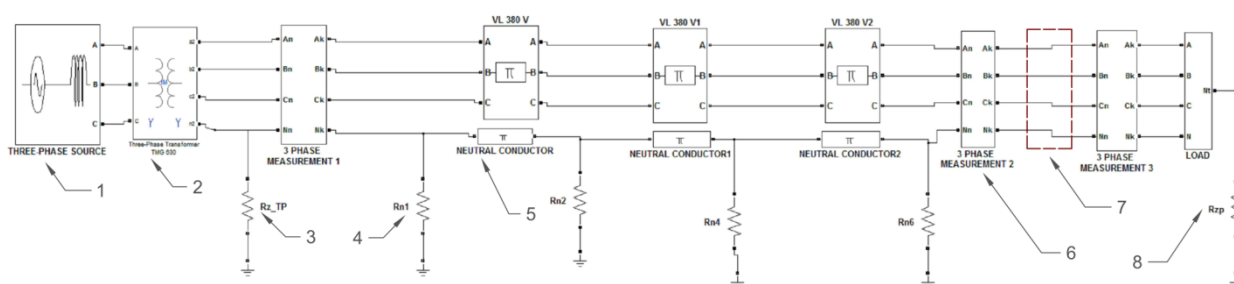 VL 380 V
VL 380 V1
VL 380 V2
A
B
C
THREE-PHASE SOURCE
1
A
B
C
a2
b2
c2
n2
Y Y
Three-Phase Transformer
2
An
Bn
Cn
Nn
Ak
Bk
Ck
Nk
3 PHASE
MEASUREMENT 1
A
B
C
A
B
C
π
π
NEUTRAL CONDUCTOR
5
A
B
C
A
B
C
π
π
NEUTRAL CONDUCTOR1
A
B
C
A
B
C
π
π
NEUTRAL CONDUCTOR2
An
Bn
Cn
Nn
Ak
Bk
Ck
Nk
3 PHASE
MEASUREMENT 2
6
7
An
Bn
Cn
Nn
Ak
Bk
Ck
Nk
3 PHASE
MEASUREMENT 3
A
B
C
N
Nt
LOAD
Rz_TP
3
Rn1
4
Rn2
Rn4
Rn6
Rzp
8